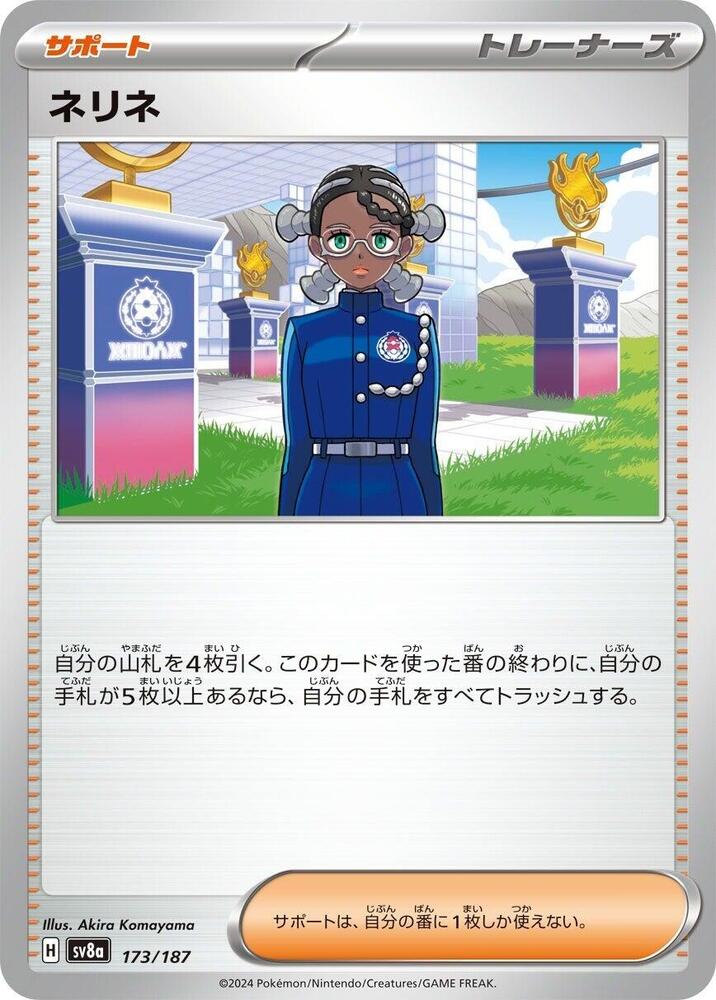 サポート
トレーナーズ
ネリネ
自分の山札を4枚引く。このカードを使った番の終わりに、自分の
手札が5枚以上あるなら、自分の手札をすべてトラッシュする。
サポートは、自分の番に1枚しか使えない。
Illus. Akira Komayama
H sv8a 173/187
©2024 Pokémon/Nintendo/Creatures/GAME FREAK.